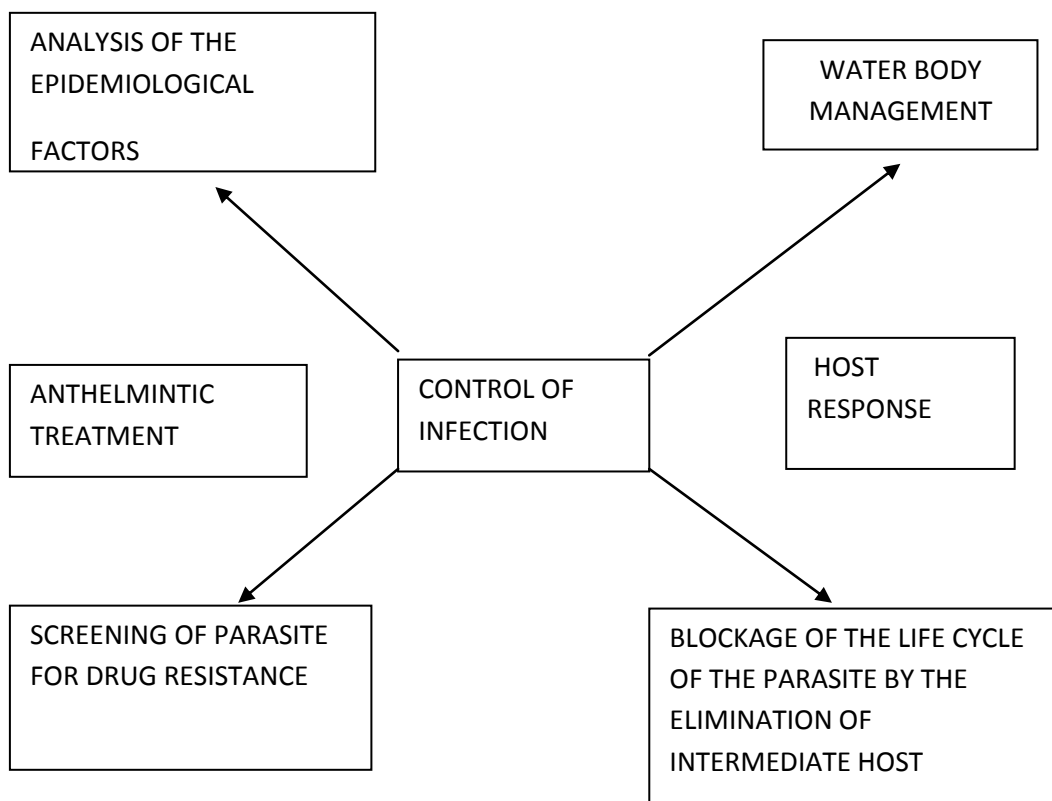 ANALYSIS OF THE
EPIDEMIOLOGICAL
FACTORS
WATER BODY
MANAGEMENT
ANTHELMINTIC
TREATMENT
CONTROL OF
INFECTION
HOST
RESPONSE
SCREENING OF PARASITE
FOR DRUG RESISTANCE
BLOCKAGE OF THE LIFE CYCLE
OF THE PARASITE BY THE
ELIMINATION OF
INTERMEDIATE HOST